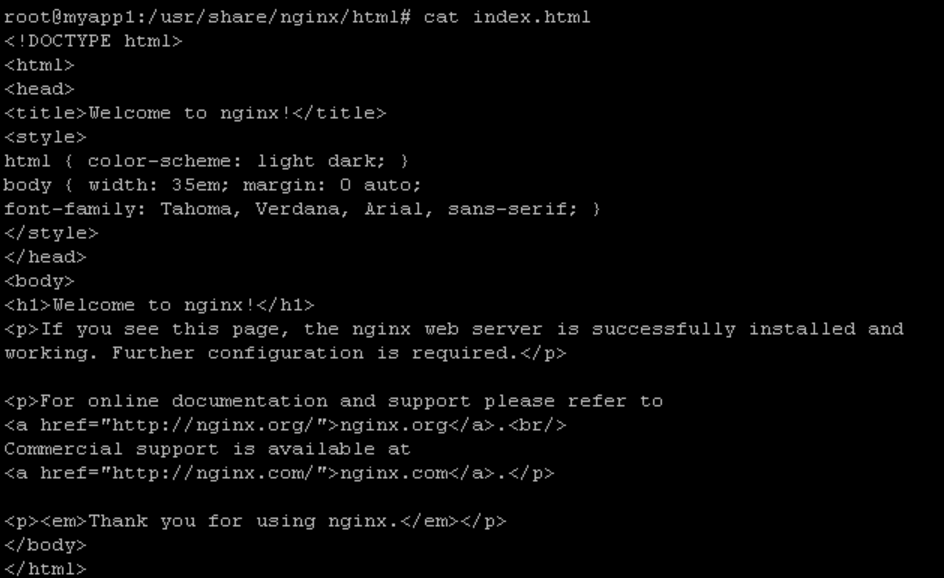 root@myapp1:/usr/share/nginx/html# cat index.html
<!DOCTYPE html>
<html>
<head>
<title>Welcome to nginx!</title>
<style>
html { color-scheme: light dark; }
body { width: 35em; margin: 0 auto;
font-family: Tahoma, Verdana, Arial, sans-serif; }
</style>
</head>
<body>
<h1>Welcome to nginx!</h1>
<p>If you see this page, the nginx web server is successfully installed and
working. Further configuration is required.</p>

<p>For online documentation and support please refer to
<a href="http://nginx.org/">nginx.org</a>.<br/>
Commercial support is available at
<a href="http://nginx.com/">nginx.com</a>.</p>

<p><em>Thank you for using nginx.</em></p>
</body>
</html>